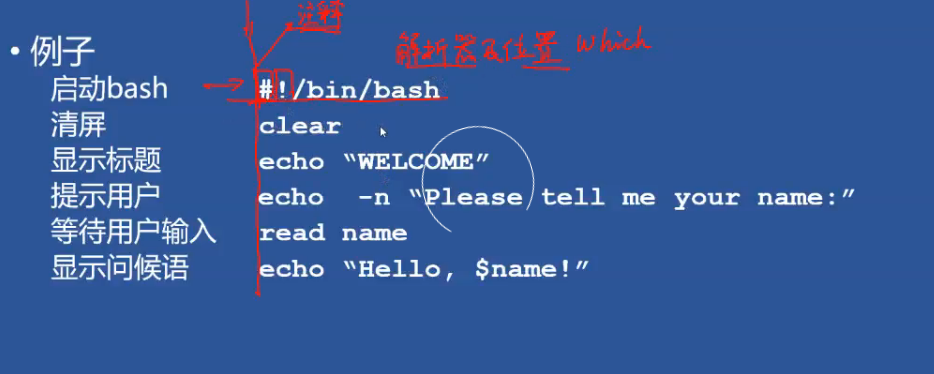 注释
解析器及位置 which
• 例子
启动bash #!/bin/bash
清屏 clear
显示标题 echo “WELCOME”
提示用户 echo -n “Please tell me your name:”
等待用户输入 read name
显示问候语 echo “Hello, $name!”